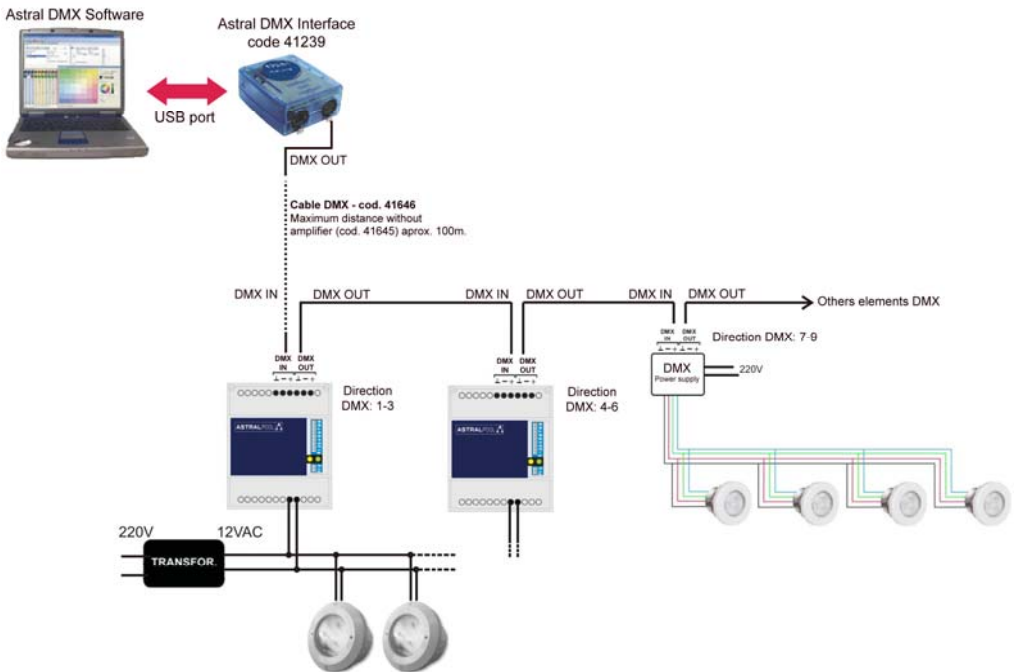 Astral DMX Software
Astral DMX Interface
code 41239
USB port
DMX OUT
Cable DMX - cod. 41646
Maximum distance without
amplifier (cod. 41645) aprox. 100m.
DMX IN
DMX OUT
DMX IN
DMX OUT
DMX IN
DMX OUT
Others elements DMX
DMX
IN
DMX
OUT
Direction
DMX: 1-3
ASTRALPOOL
DMX
IN
DMX
OUT
Direction
DMX: 4-6
ASTRALPOOL
DMX
IN
DMX
OUT
Direction DMX: 7-9
DMX
Power supply
220V
220V
12VAC
TRANSFOR.